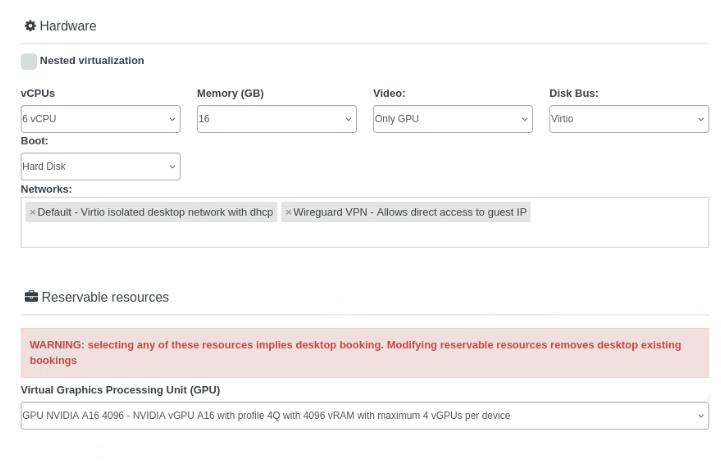 Hardware
Nested virtualization
vCPUs
Memory (GB)
Video:
Disk Bus:
6 vCPU
16
Only GPU
Virtio
Boot:
Hard Disk
Networks:
×Default - Virtio isolated desktop network with dhcp ×Wireguard VPN - Allows direct access to guest IP
Reservable resources
WARNING: selecting any of these resources implies desktop booking. Modifying reservable resources removes desktop existing
bookings
Virtual Graphics Processing Unit (GPU)
GPU NVIDIA A16 4096 - NVIDIA vGPU A16 with profile 4Q with 4096 vRAM with maximum 4 vGPUs per device